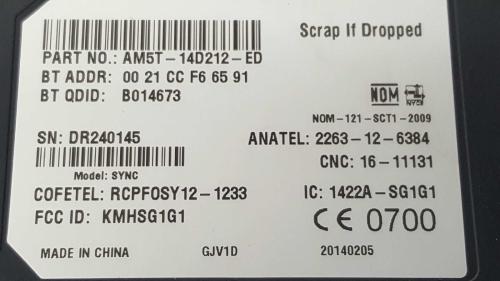 Scrap If Dropped
PART NO.: AM5T-14D212-ED
BT ADDR: 00 21 CC F6 65 91
BT QDID: B014673
NOM NYCE
NOM-121-SCT1-2009
SN: DR240145
ANATEL: 2263-12-6384
CNC: 16-11131
Model: SYNC
COFETEL: RCPFOSY12-1233
IC: 1422A-SG1G1
FCC ID: KMHSG1G1
CE 0700
MADE IN CHINA GJV1D 20140205